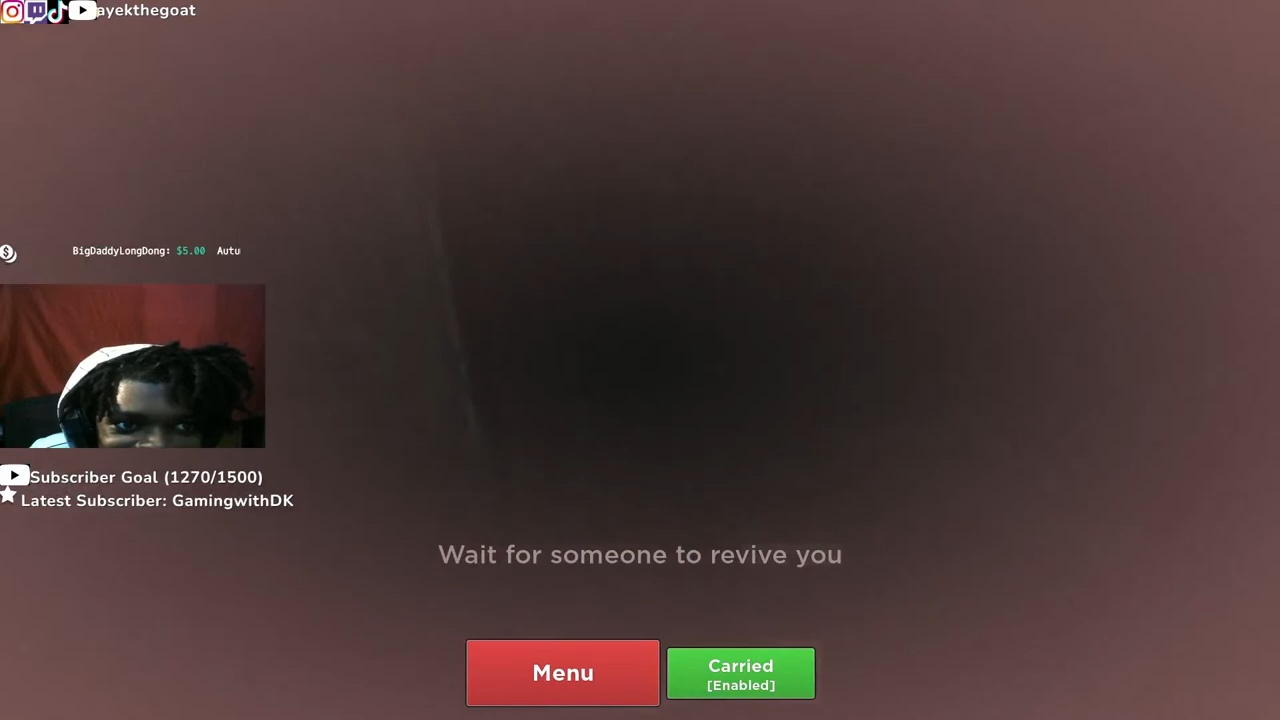 ayekthegoat
BigDaddyLongDong: $5.00 Autu
Subscriber Goal (1270/1500)
Latest Subscriber: GamingwithDK
Wait for someone to revive you
Menu
Carried
[Enabled]